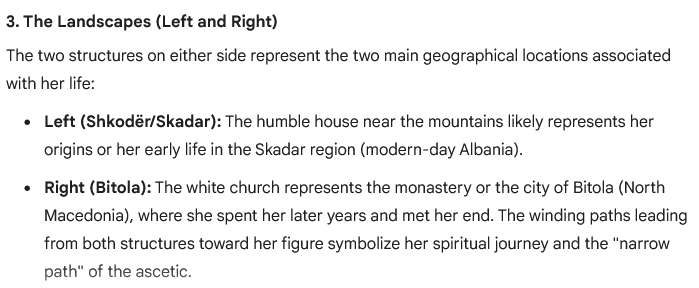 3. The Landscapes (Left and Right)
The two structures on either side represent the two main geographical locations associated
with her life:
• Left (Shkodër/Skadar): The humble house near the mountains likely represents her
origins or her early life in the Skadar region (modern-day Albania).
• Right (Bitola): The white church represents the monastery or the city of Bitola (North
Macedonia), where she spent her later years and met her end. The winding paths leading
from both structures toward her figure symbolize her spiritual journey and the "narrow
path" of the ascetic.